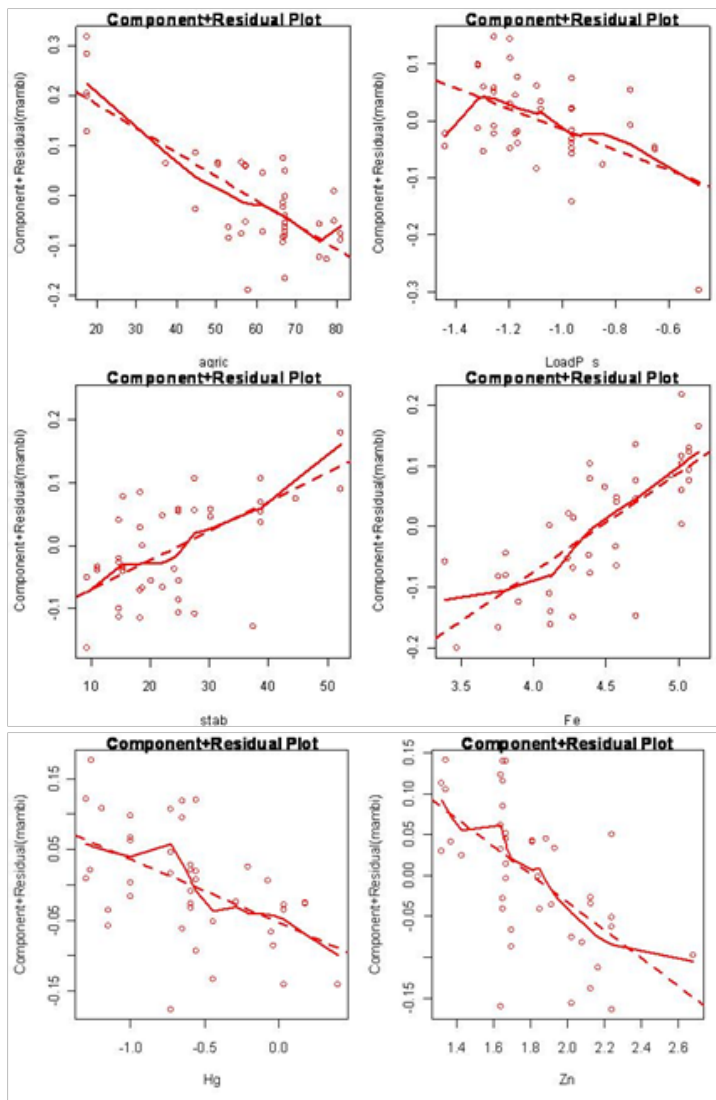 Component+Residual Plot
Component+Residual Plot
Component+Residual(mambi)
0.3
0.2
0.1
0.0
-0.1
-0.2
20 30 40 50 60 70 80
agric
Component+Residual(mambi)
0.1
0.0
-0.1
-0.2
-0.3
-1.4 -1.2 -1.0 -0.8 -0.6
LoadP_s
Component+Residual Plot
Component+Residual Plot
Component+Residual(mambi)
0.2
0.1
0.0
-0.1
10 20 30 40 50
stab
Component+Residual(mambi)
0.2
0.1
0.0
-0.1
-0.2
3.5 4.0 4.5 5.0
Fe
Component+Residual Plot
Component+Residual Plot
Component+Residual(mambi)
0.15
0.05
-0.05
-0.15
-1.0 -0.5 0.0
Hg
Component+Residual(mambi)
0.15
0.05
-0.05
-0.15
1.4 1.6 1.8 2.0 2.2 2.4 2.6
Zn